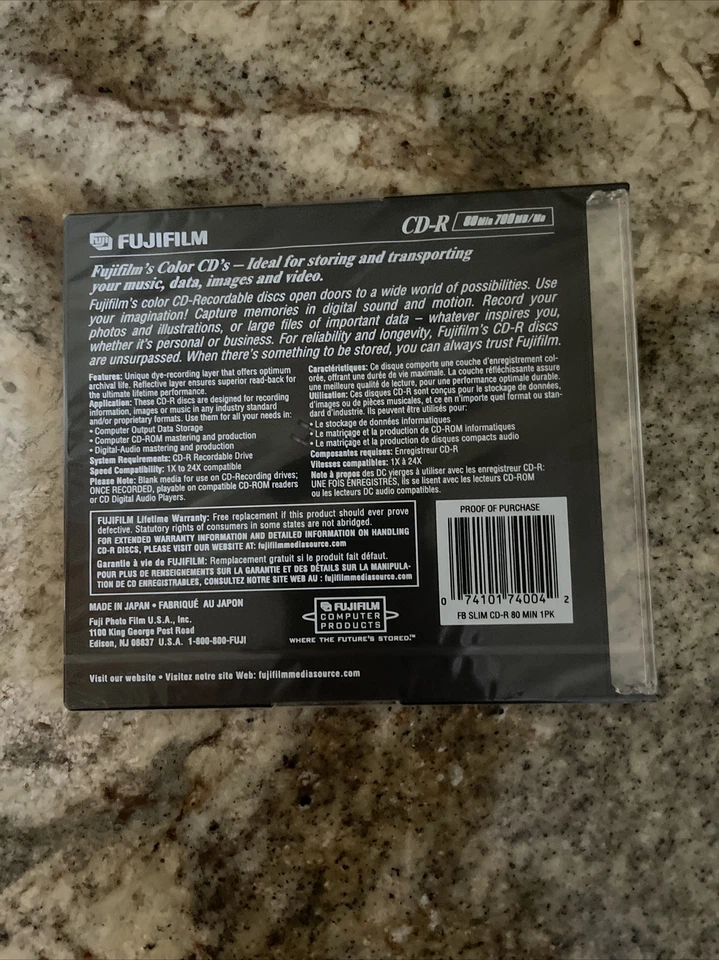 FUJI FUJIFILM
CD-R 80Min 700MB/Mo
Fujifilm's Color CD's – Ideal for storing and transporting
your music, data, images and video.
Fujifilm's color CD-Recordable discs open doors to a wide world of possibilities. Use
your imagination! Capture memories in digital sound and motion. Record your
photos and illustrations, or large files of important data – whatever inspires you,
whether it's personal or business. For reliability and longevity, Fujifilm's CD-R discs
are unsurpassed. When there's something to be stored, you can always trust Fujifilm.
Features: Unique dye-recording layer that offers optimum
archival life. Reflective layer ensures superior read-back for
the ultimate lifetime performance.
Application: These CD-R discs are designed for recording
information, images or music in any industry standard
and/or proprietary formats. Use them for all your needs in:
• Computer Output Data Storage
• Computer CD-ROM mastering and production
• Digital-Audio mastering and production
System Requirements: CD-R Recordable Drive
Speed Compatibility: 1X to 24X compatible
Please Note: Blank media for use on CD-Recording drives;
ONCE RECORDED, playable on compatible CD-ROM readers
or CD Digital Audio Players.
Caractéristiques: Ce disque comporte une couche d'enregistrement col-
orée, offrant une durée de vie maximale. La couche réfléchissante assure
une meilleure qualité de lecture, pour une performance optimale durable.
Utilisation: Ces disques CD-R sont conçus pour le stockage de données,
d'images ou de pièces musicales, et ce en n'importe quel format ou stan-
dard d'industrie. Ils peuvent être utilisés pour:
• Le stockage de données informatiques
• Le matriçage et la production de CD-ROM informatiques
• Le matriçage et la production de disques compacts audio
Composantes requises: Enregistreur CD-R
Vitesses compatibles: 1X à 24X
Note à propos des DC vierges à utiliser avec les enregistreur CD-R:
UNE FOIS ENREGISTRÉS, ils se lisent avec les lecteurs CD-ROM
ou les lecteurs DC audio compatibles.
FUJIFILM Lifetime Warranty: Free replacement if this product should ever prove
defective. Statutory rights of consumers in some states are not abridged.
FOR EXTENDED WARRANTY INFORMATION AND DETAILED INFORMATION ON HANDLING
CD-R DISCS, PLEASE VISIT OUR WEBSITE AT: fujifilmmediasource.com
Garantie à vie de FUJIFILM: Remplacement gratuit si le produit fait défaut.
POUR PLUS DE RENSEIGNEMENTS SUR LA GARANTIE ET DES DÉTAILS SUR LA MANIPULA-
TION DE CD ENREGISTRABLES, CONSULTEZ NOTRE SITE WEB AU : fujifilmmediasource.com
PROOF OF PURCHASE
0 74101 74004 2
FB SLIM CD-R 80 MIN 1PK
MADE IN JAPAN • FABRIQUÉ AU JAPON
Fuji Photo Film U.S.A., Inc.
1100 King George Post Road
Edison, NJ 08837 U.S.A. 1-800-800-FUJI
FUJIFILM
COMPUTER
PRODUCTS
WHERE THE FUTURE'S STORED.™
Visit our website • Visitez notre site Web: fujifilmmediasource.com